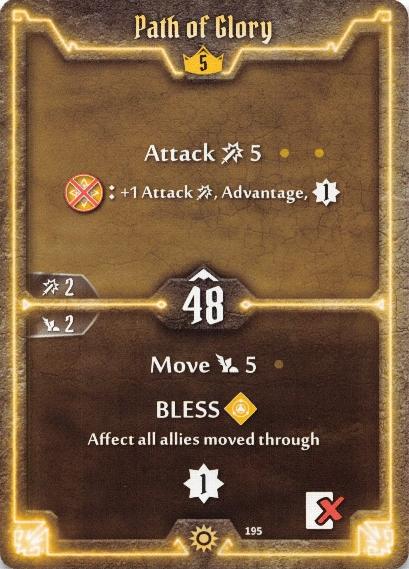 Path of Glory
5
Attack 5
: +1 Attack , Advantage, 1
2
48
2
Move 5
BLESS
Affect all allies moved through
1
195